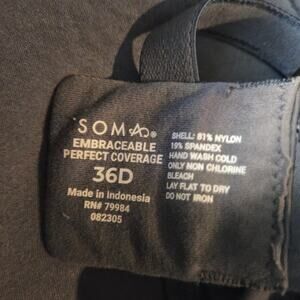 SOMA®
EMBRACEABLE
PERFECT COVERAGE
36D
Made in Indonesia
RN# 79984
082305
SHELL: 81% NYLON
19% SPANDEX
HAND WASH COLD
ONLY NON CHLORINE
BLEACH
LAY FLAT TO DRY
DO NOT IRON